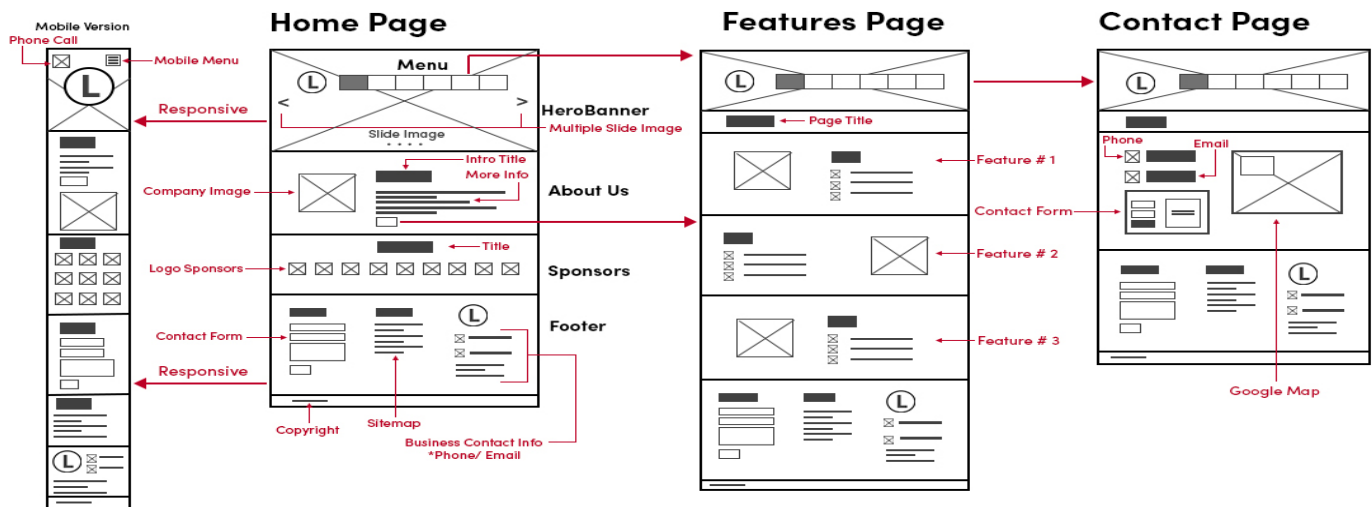 Home Page
Features Page
Contact Page
Mobile Version
Phone Call
Mobile Menu
L
Responsive
Menu
L
<
>
HeroBanner
Multiple Slide Image
Slide Image
Intro Title
More Info
Company Image
About Us
Title
Logo Sponsors
Sponsors
Footer
Contact Form
L
Responsive
Copyright
Sitemap
Business Contact Info
*Phone/ Email
L
L
Page Title
Feature # 1
Feature # 2
Feature # 3
L
L
Phone
Email
Contact Form
L
Google Map